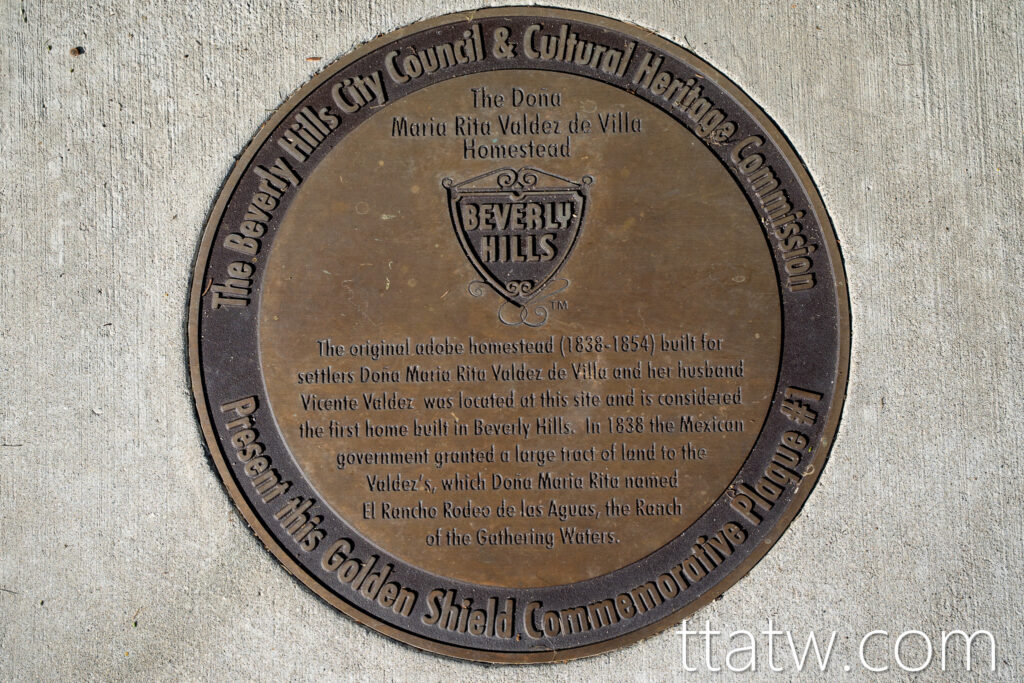 The Beverly Hills City Council & Cultural Heritage Commission
The Doña
Maria Rita Valdez de Villa
Homestead
BEVERLY
HILLS
TM
The original adobe homestead (1838-1854) built for
settlers Doña Maria Rita Valdez de Villa and her husband
Vicente Valdez was located at this site and is considered
the first home built in Beverly Hills. In 1838 the Mexican
government granted a large tract of land to the
Valdez's, which Doña Maria Rita named
El Rancho Rodeo de las Aguas, the Ranch
of the Gathering Waters.
Present this Golden Shield Commemorative Plaque #1
ttatw.com